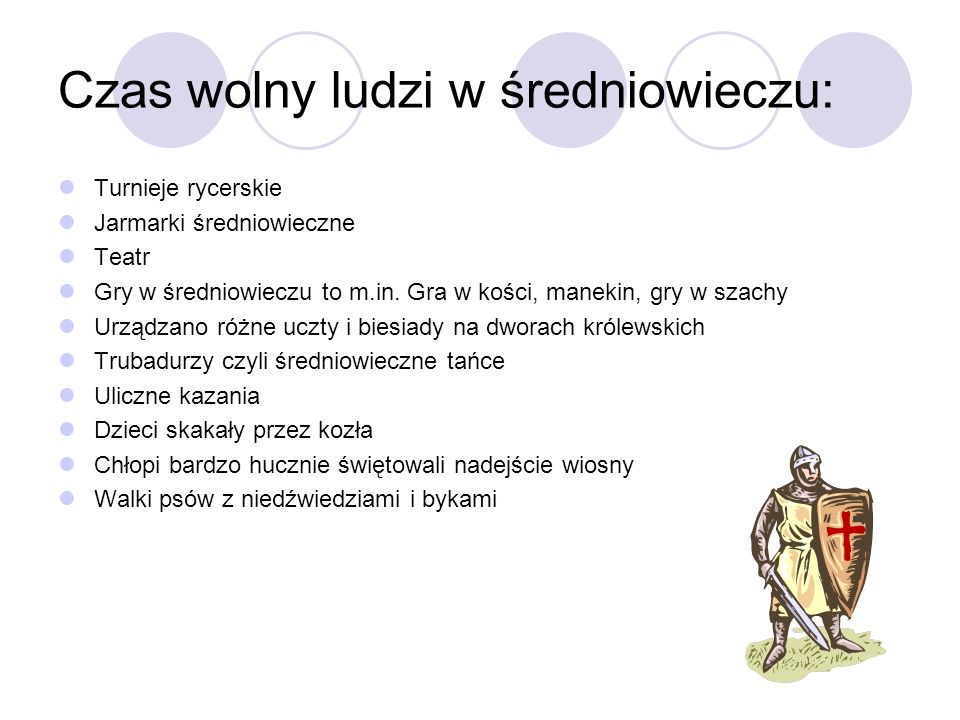 Czas wolny ludzi w średniowieczu:
Turnieje rycerskie
Jarmarki średniowieczne
Teatr
Gry w średniowieczu to m.in. Gra w kości, manekin, gry w szachy
Urządzano różne uczty i biesiady na dworach królewskich
Trubadurzy czyli średniowieczne tańce
Uliczne kazania
Dzieci skakały przez kozła
Chłopi bardzo hucznie świętowali nadejście wiosny
Walki psów z niedźwiedziami i bykami